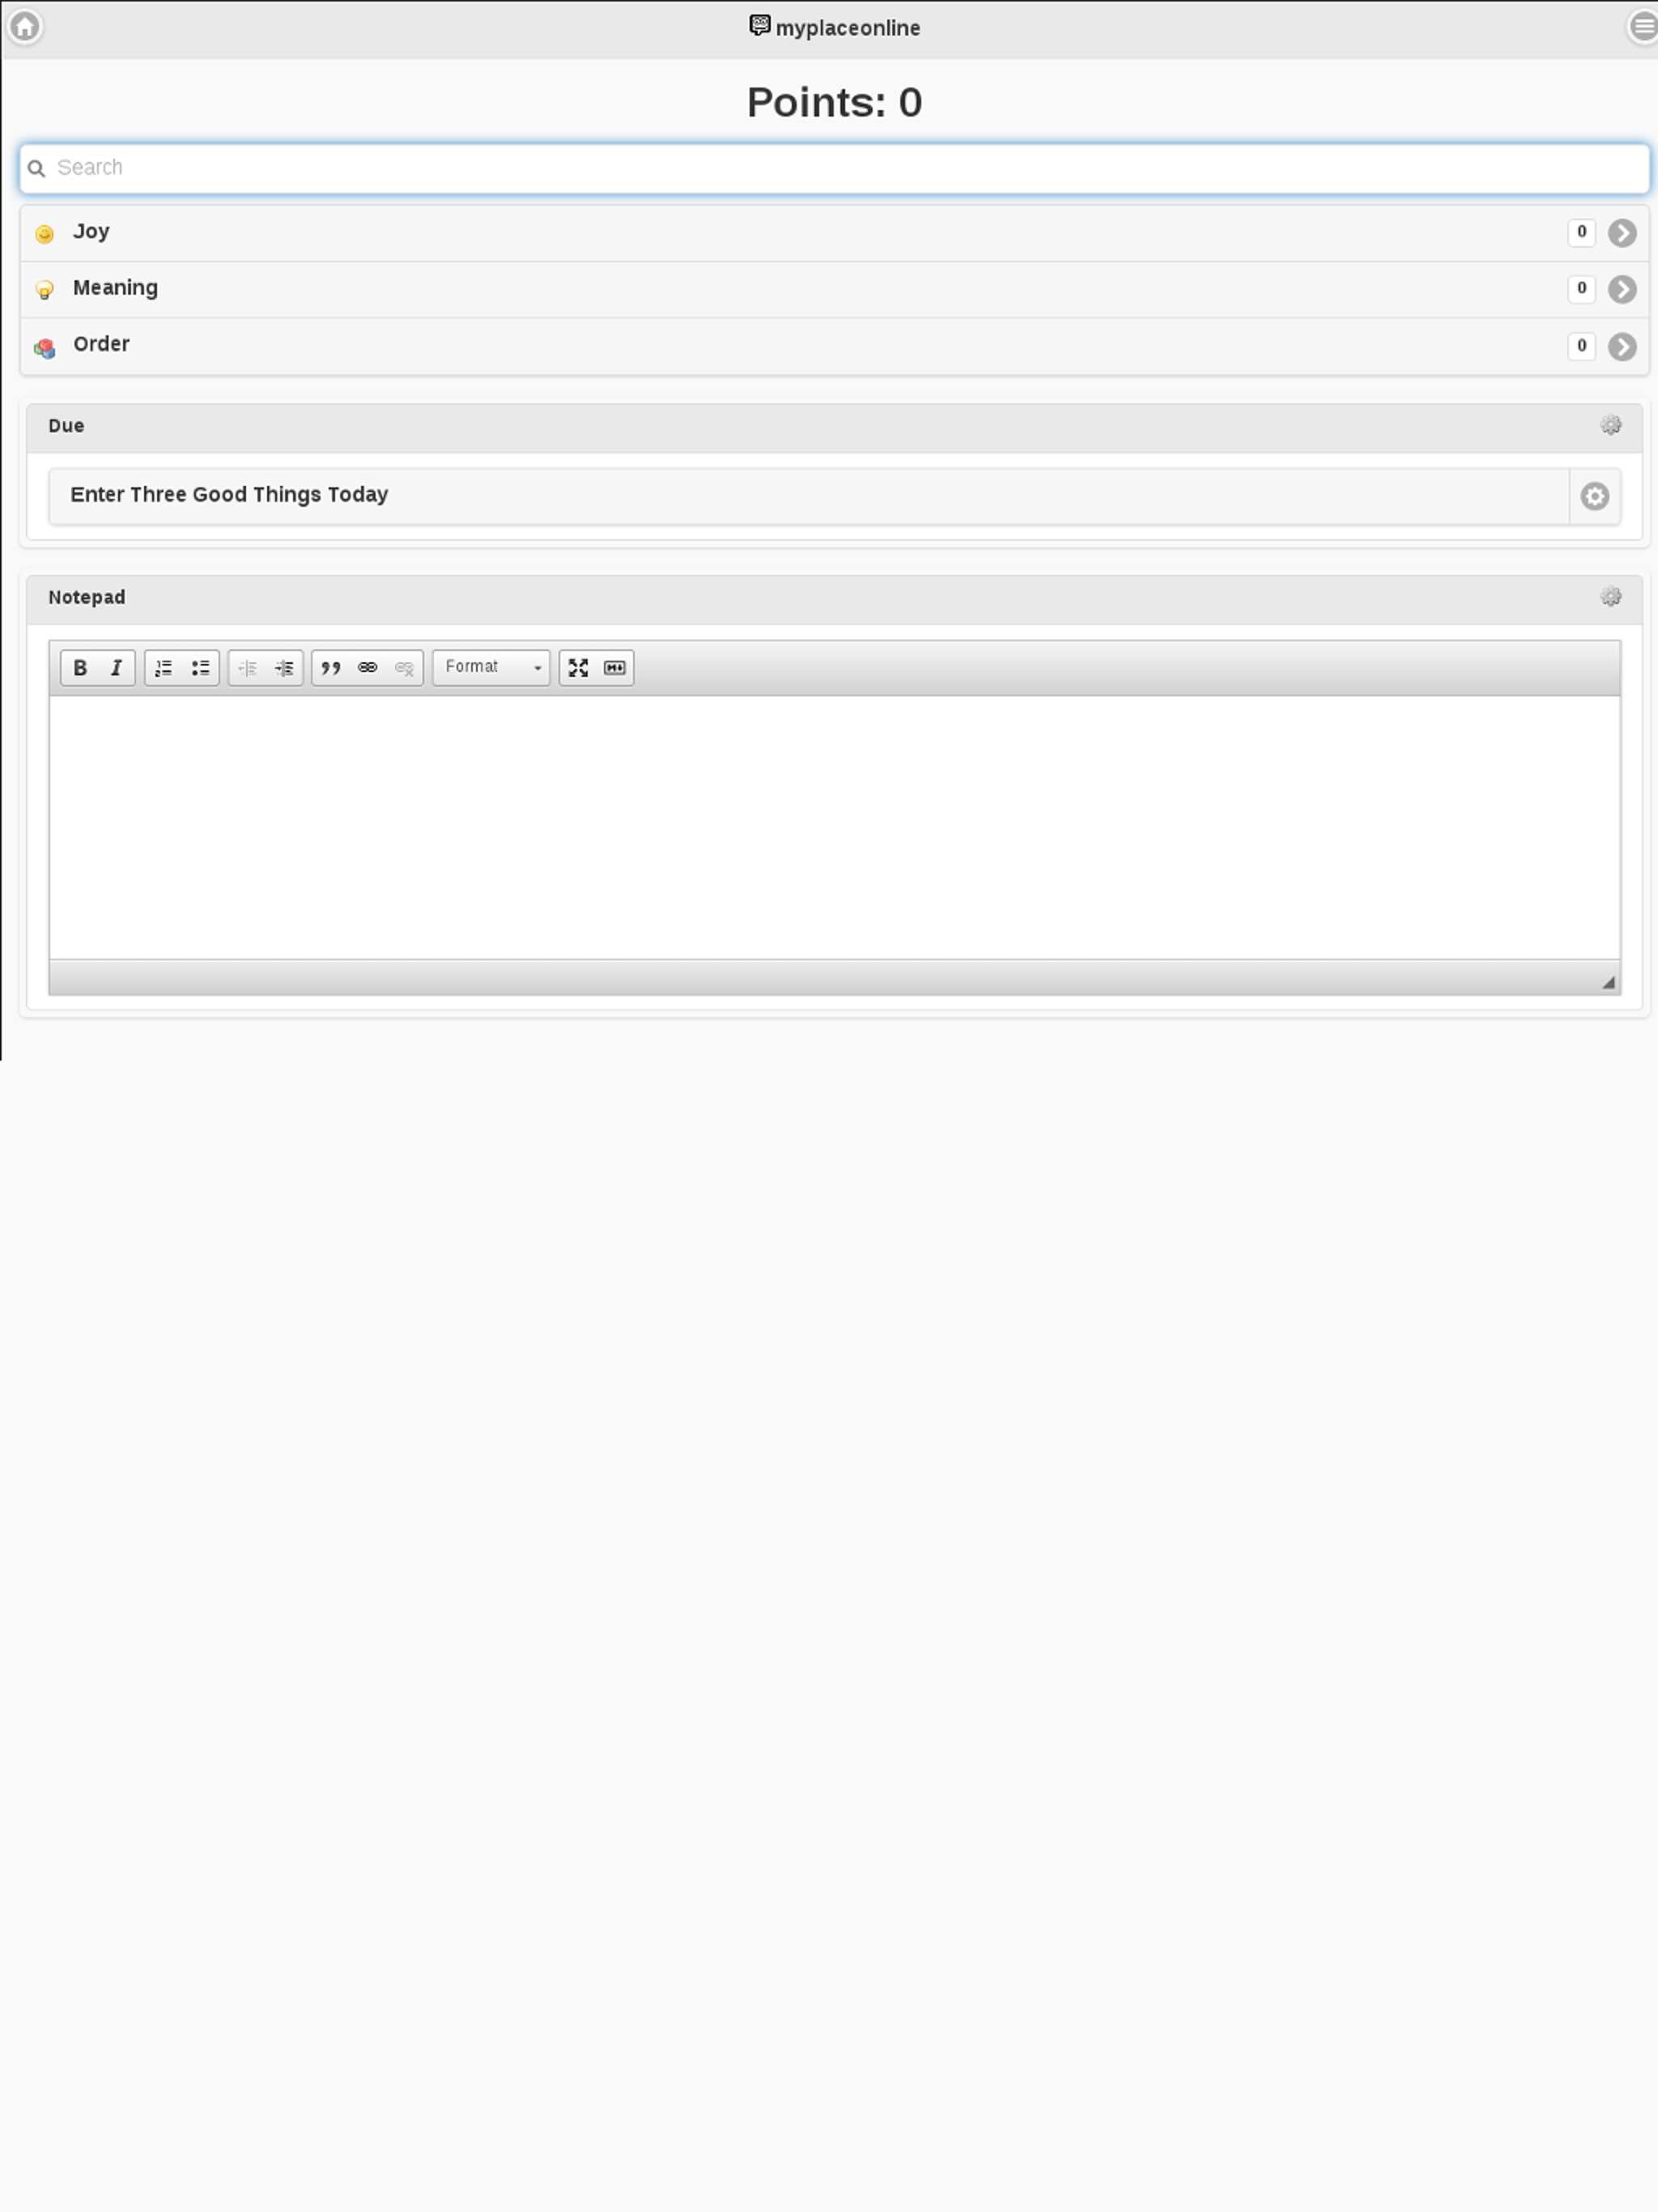 myplaceonline
Points: 0
Search
Joy 0
Meaning 0
Order 0
Due
Enter Three Good Things Today
Notepad
B I Format